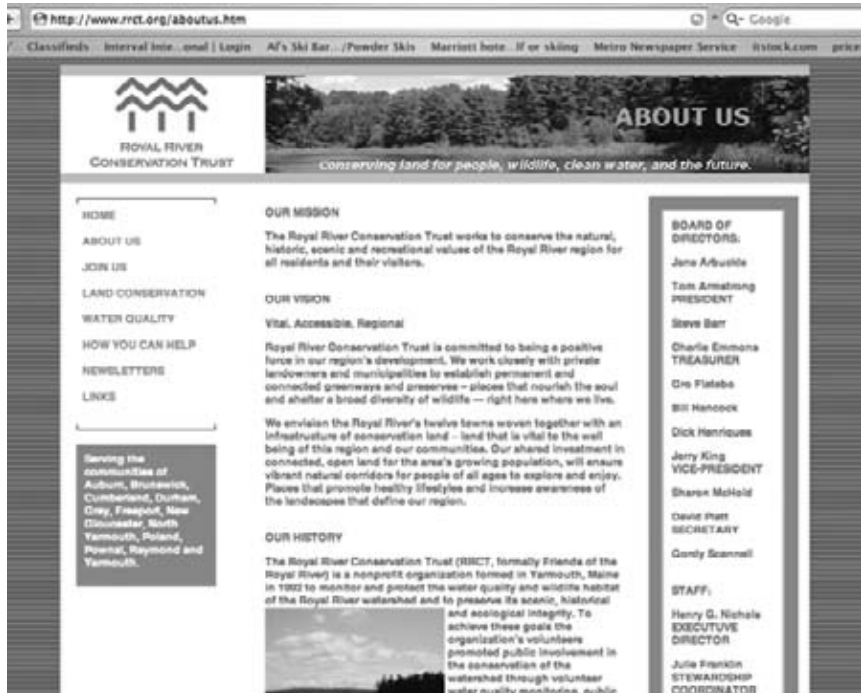 http://www.rrct.org/aboutus.htm
Q- Google
Classifieds Interval Inte...onal | Login Al's Ski Bar.../Powder Skis Marriott hote...lf or skiing Metro Newspaper Service istock.com price
ROYAL RIVER
CONSERVATION TRUST
ABOUT US
Conserving land for people, wildlife, clean water, and the future.
HOME
ABOUT US
JOIN US
LAND CONSERVATION
WATER QUALITY
HOW YOU CAN HELP
NEWSLETTERS
LINKS
Serving the
communities of
Auburn, Brunswick,
Cumberland, Durham,
Gray, Freeport, New
Gloucester, North
Yarmouth, Poland,
Pownal, Raymond and
Yarmouth.
OUR MISSION
The Royal River Conservation Trust works to conserve the natural,
historic, scenic and recreational values of the Royal River region for
all residents and their visitors.
OUR VISION
Vital, Accessible, Regional
Royal River Conservation Trust is committed to being a positive
force in our region's development. We work closely with private
landowners and municipalities to establish permanent and
connected greenways and preserves – places that nourish the soul
and shelter a broad diversity of wildlife — right here where we live.
We envision the Royal River's twelve towns woven together with an
infrastructure of conservation land – land that is vital to the well
being of this region and our communities. Our shared investment in
connected, open land for the area's growing population, will ensure
vibrant natural corridors for people of all ages to explore and enjoy.
Places that promote healthy lifestyles and increase awareness of
the landscapes that define our region.
OUR HISTORY
The Royal River Conservation Trust (RRCT, formally Friends of the
Royal River) is a nonprofit organization formed in Yarmouth, Maine
in 1992 to monitor and protect the water quality and wildlife habitat
of the Royal River watershed and to preserve its scenic, historical
and ecological integrity. To
achieve these goals the
organization's volunteers
promoted public involvement in
the conservation of the
watershed through volunteer
water quality monitoring, public
BOARD OF
DIRECTORS:
Jane Arbuckle
Tom Armstrong
PRESIDENT
Steve Barr
Charlie Emmons
TREASURER
Gro Flatebo
Bill Hancock
Dick Henriques
Jerry King
VICE-PRESIDENT
Sharon McHold
David Platt
SECRETARY
Gordy Scannell
STAFF:
Henry G. Nichols
EXECUTUVE
DIRECTOR
Julie Franklin
STEWARDSHIP
COORDINATOR